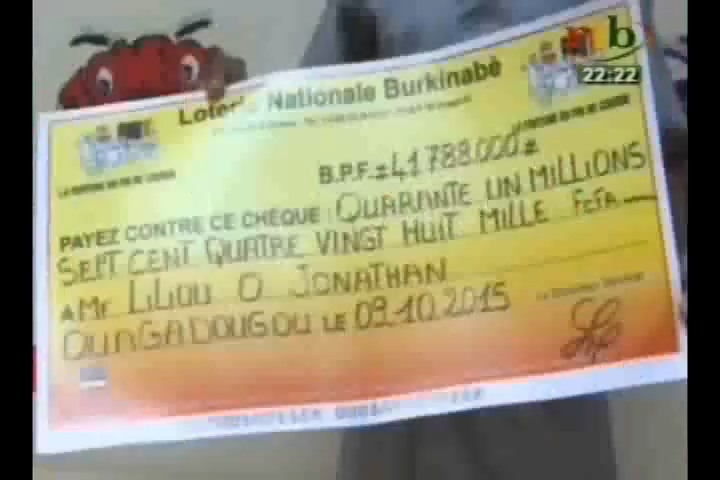 b
22:22
Loterie Nationale Burkinabè
B.P.F. = 41 788.000 =
PAYEZ CONTRE CE CHÈQUE : QUARANTE UN MILLIONS
SEPT CENT QUATRE VINGT HUIT MILLE FCFA
A Mr LILIOU O JONATHAN
OUAGADOUGOU LE 09.10.2015